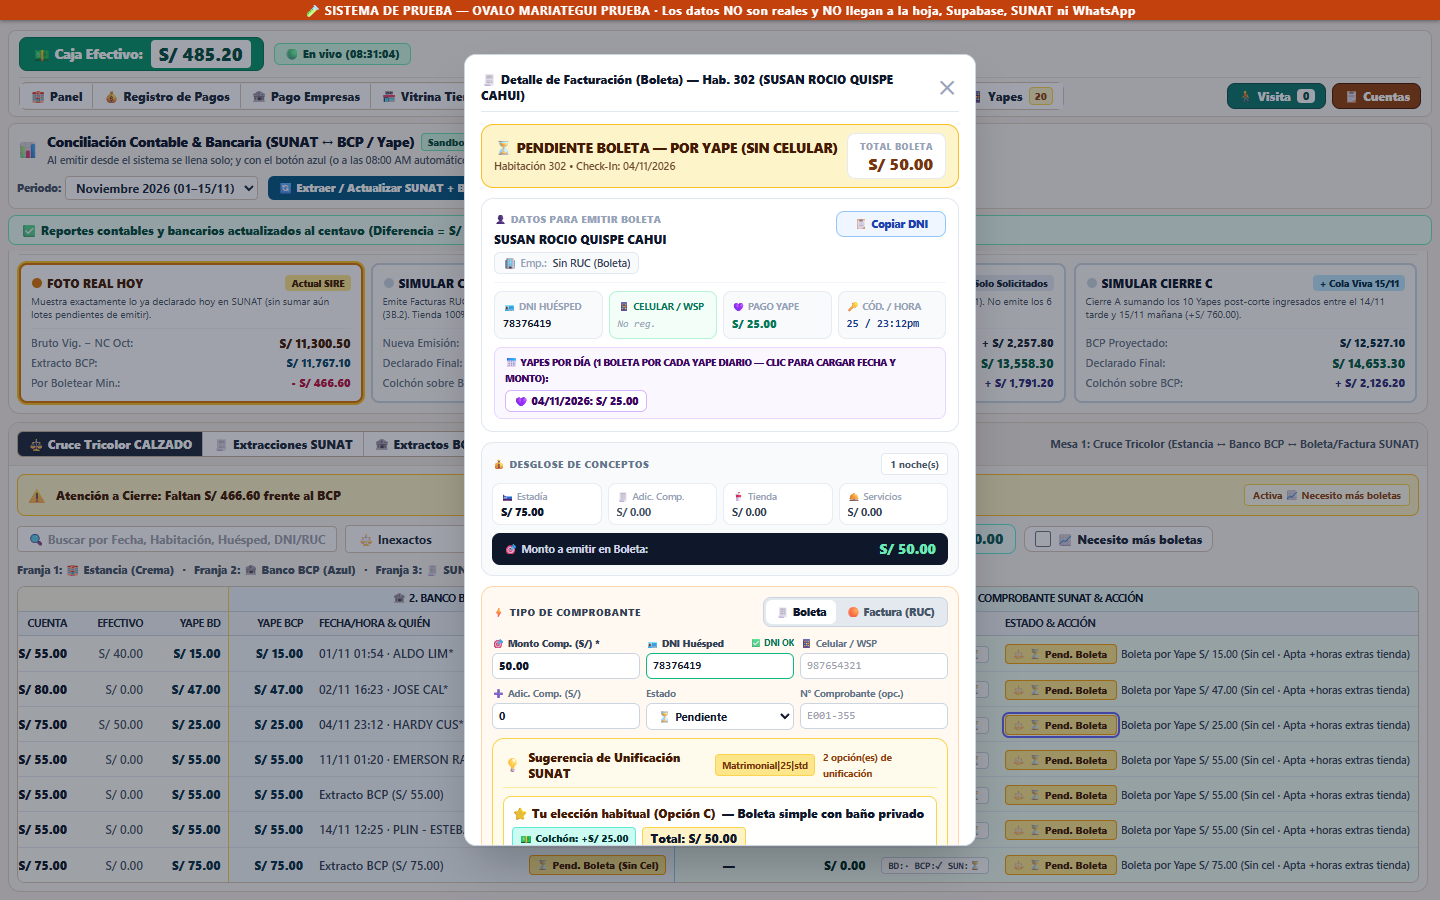 SISTEMA DE PRUEBA — OVALO MARIATEGUI PRUEBA · Los datos NO son reales y NO llegan a la hoja, Supabase, SUNAT ni WhatsApp
Caja Efectivo: S/ 485.20
En vivo (08:31:04)
Panel
Registro de Pagos
Pago Empresas
Vitrina
Yapes 20
Visita 0
Cuentas
Conciliación Contable & Bancaria (SUNAT ↔ BCP / Yape)
Al emitir desde el sistema se llena solo; y con el botón azul (o a las 08:00 AM
Periodo: Noviembre 2026 (01–15/11)
Extraer / Actualizar SUNAT +
Reportes contables y bancarios actualizados al centavo (Diferencia = S/
FOTO REAL HOY
Actual SIRE
Muestra exactamente lo ya declarado hoy en SUNAT (sin sumar aún lotes pendientes de emitir).
Bruto Vig. – NC Oct: S/ 11,300.50
Extracto BCP: S/ 11,767.10
Por Boletear Min.: - S/ 466.60
SIMULAR
Emite Facturas
(3B.2). Tienda
Nueva Emisión:
Declarado Final:
Colchón sobre
Solo Solicitados
No emite los 6
+ S/ 2,257.80
S/ 13,558.30
+ S/ 1,791.20
SIMULAR CIERRE C
+ Cola Viva 15/11
Cierre A sumando los 10 Yapes post-corte ingresados entre el 14/11 tarde y 15/11 mañana (+S/ 760.00).
BCP Proyectado: S/ 12,527.10
Declarado Final: S/ 14,653.30
Colchón sobre BCP: + S/ 2,126.20
Cruce Tricolor CALZADO
Extracciones SUNAT
Extractos
Mesa 1: Cruce Tricolor (Estancia ↔ Banco BCP ↔ Boleta/Factura SUNAT)
Atención a Cierre: Faltan S/ 466.60 frente al BCP
Activa Necesito más boletas
Buscar por Fecha, Habitación, Huésped, DNI/RUC
Inexactos
Necesito más boletas
Franja 1: Estancia (Crema) · Franja 2: Banco BCP (Azul) · Franja 3:
2. BANCO
COMPROBANTE SUNAT & ACCIÓN
CUENTA EFECTIVO YAPE BD YAPE BCP FECHA/HORA & QUIÉN ESTADO & ACCIÓN
S/ 55.00 S/ 40.00 S/ 15.00 S/ 15.00 01/11 01:54 · ALDO LIM* Pend. Boleta Boleta por Yape S/ 15.00 (Sin cel · Apta +horas extras tienda)
S/ 80.00 S/ 0.00 S/ 47.00 S/ 47.00 02/11 16:23 · JOSE CAL* Pend. Boleta Boleta por Yape S/ 47.00 (Sin cel · Apta +horas extras tienda)
S/ 75.00 S/ 50.00 S/ 25.00 S/ 25.00 04/11 23:12 · HARDY CUS* Pend. Boleta Boleta por Yape S/ 25.00 (Sin cel · Apta +horas extras tienda)
S/ 55.00 S/ 0.00 S/ 55.00 S/ 55.00 11/11 01:20 · EMERSON Pend. Boleta Boleta por Yape S/ 55.00 (Sin cel · Apta +horas extras tienda)
S/ 55.00 S/ 0.00 S/ 55.00 S/ 55.00 Extracto BCP (S/ 55.00) Pend. Boleta Boleta por Yape S/ 55.00 (Sin cel · Apta +horas extras tienda)
S/ 55.00 S/ 0.00 S/ 55.00 S/ 55.00 14/11 12:25 · PLIN - Pend. Boleta Boleta por Yape S/ 55.00 (Sin cel · Apta +horas extras tienda)
S/ 75.00 S/ 0.00 S/ 75.00 S/ 75.00 Extracto BCP (S/ 75.00) Pend. Boleta (Sin Cel) — S/ 0.00 BD:· BCP:✓ SUN: Pend. Boleta Boleta por Yape S/ 75.00 (Sin cel · Apta +horas extras tienda)
Detalle de Facturación (Boleta) — Hab. 302 (SUSAN ROCIO QUISPE CAHUI)
PENDIENTE BOLETA — POR YAPE (SIN CELULAR)
Habitación 302 • Check-In: 04/11/2026
TOTAL BOLETA
S/ 50.00
DATOS PARA EMITIR BOLETA
SUSAN ROCIO QUISPE CAHUI
Copiar DNI
Emp.: Sin RUC (Boleta)
DNI HUÉSPED
78376419
CELULAR / WSP
No reg.
PAGO YAPE
S/ 25.00
CÓD. / HORA
25 / 23:12pm
YAPES POR DÍA (1 BOLETA POR CADA YAPE DIARIO — CLIC PARA CARGAR FECHA Y MONTO):
04/11/2026: S/ 25.00
DESGLOSE DE CONCEPTOS
1 noche(s)
Estadía
S/ 75.00
Adic. Comp.
S/ 0.00
Tienda
S/ 0.00
Servicios
S/ 0.00
Monto a emitir en Boleta: S/ 50.00
TIPO DE COMPROBANTE
Boleta
Factura (RUC)
Monto Comp. (S/) *
50.00
DNI Huésped
DNI OK
78376419
Celular / WSP
987654321
Adic. Comp. (S/)
0
Estado
Pendiente
N° Comprobante (opc.)
E001-355
Sugerencia de Unificación SUNAT
Matrimonial|25|std
2 opción(es) de unificación
Tu elección habitual (Opción C) — Boleta simple con baño privado
Colchón: +S/ 25.00
Total: S/ 50.00